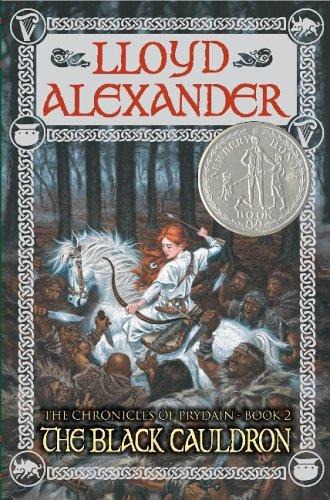 LLOYD
ALEXANDER
NEWBERY HONOR
BOOK
THE CHRONICLES OF PRYDAIN · BOOK 2
THE BLACK CAULDRON